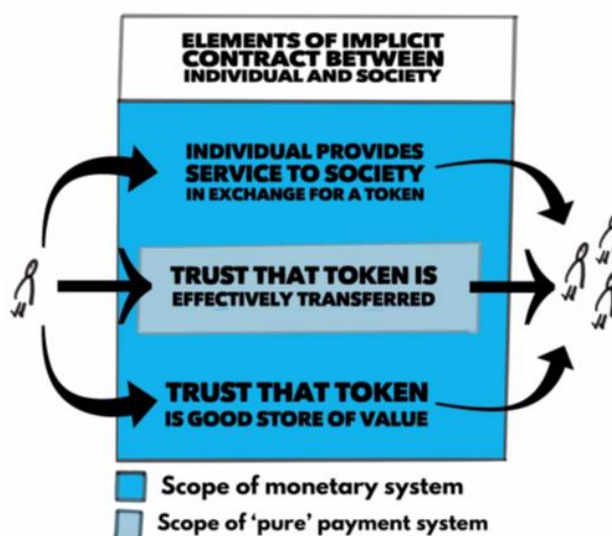 ELEMENTS OF IMPLICIT
CONTRACT BETWEEN
INDIVIDUAL AND SOCIETY
INDIVIDUAL PROVIDES
SERVICE TO SOCIETY
IN EXCHANGE FOR A TOKEN
TRUST THAT TOKEN IS
EFFECTIVELY TRANSFERRED
TRUST THAT TOKEN
IS GOOD STORE OF VALUE
Scope of monetary system
Scope of ‘pure’ payment system